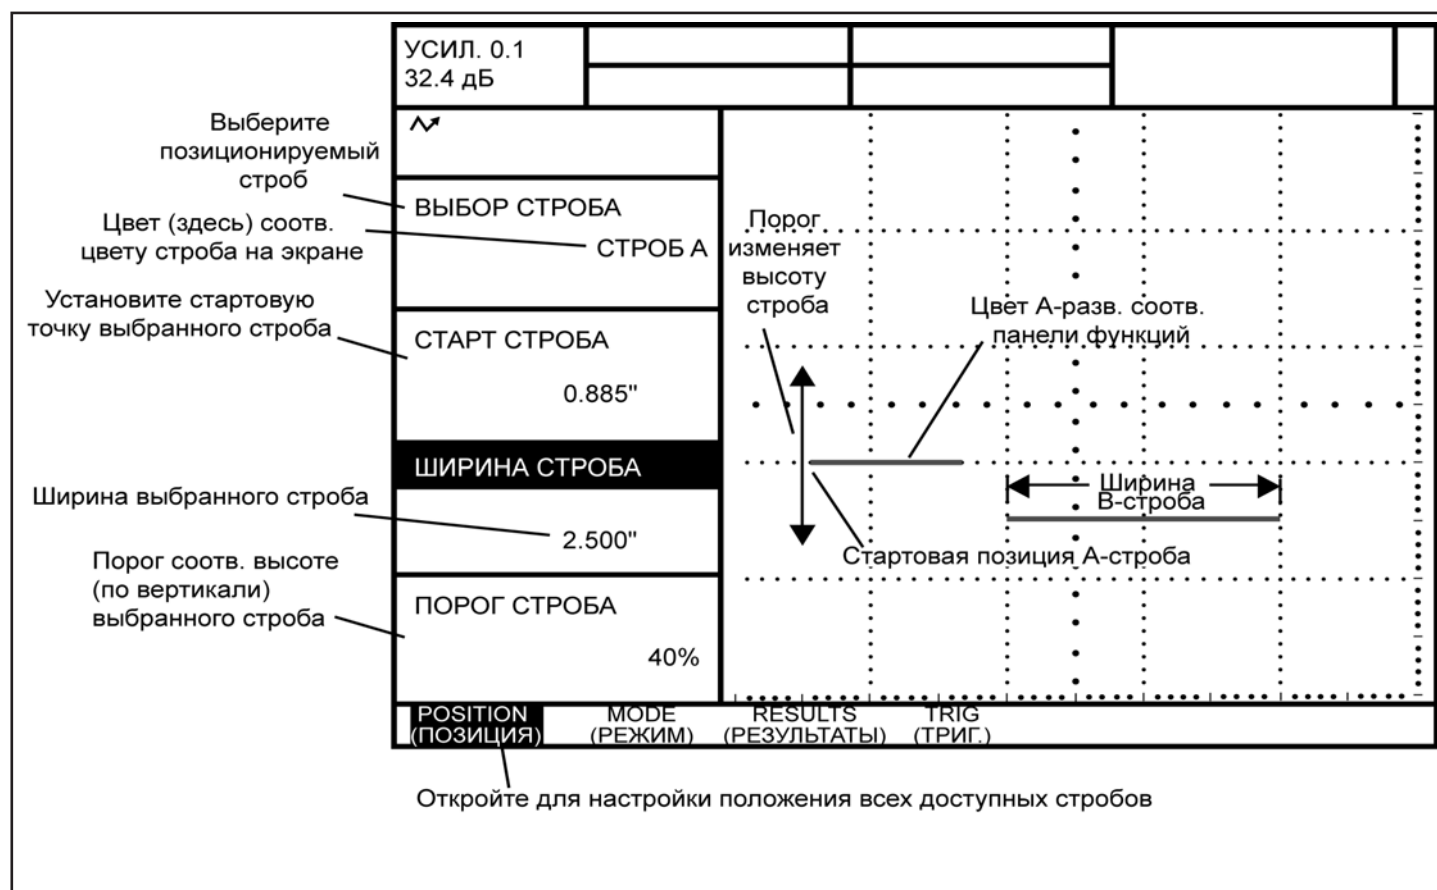 УСИЛ. 0.1
32.4 дБ
Выберите
позиционируемый
строб
Цвет (здесь) соотв.
цвету строба на экране
Установите стартовую
точку выбранного строба
Ширина выбранного строба
Порог соотв. высоте
(по вертикали)
выбранного строба
ВЫБОР СТРОБА
СТРОБ А
СТАРТ СТРОБА
0.885"
ШИРИНА СТРОБА
2.500"
ПОРОГ СТРОБА
40%
Порог
изменяет
высоту
строба
Цвет А-разв. соотв.
панели функций
Ширина
В-строба
Стартовая позиция А-строба
POSITION
(ПОЗИЦИЯ)
MODE
(РЕЖИМ)
RESULTS
(РЕЗУЛЬТАТЫ)
TRIG
(ТРИГ.)
Откройте для настройки положения всех доступных стробов